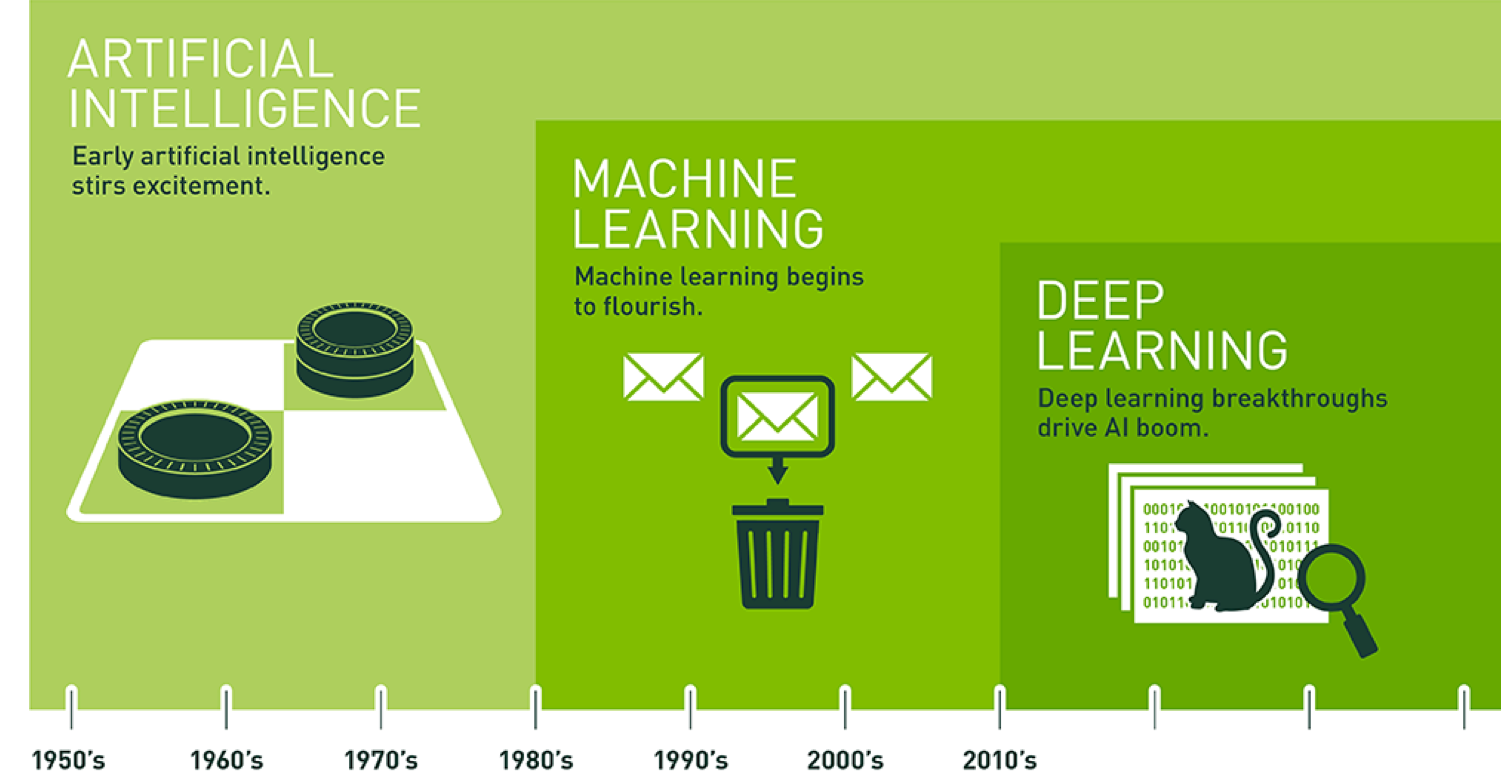 ARTIFICIAL
INTELLIGENCE
Early artificial intelligence
stirs excitement.
MACHINE
LEARNING
Machine learning begins
to flourish.
DEEP
LEARNING
Deep learning breakthroughs
drive AI boom.
1950's
1960's
1970's
1980's
1990's
2000's
2010's